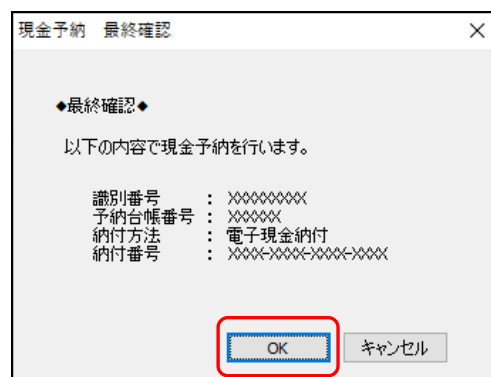 現金予納　最終確認
◆最終確認◆
以下の内容で現金予納を行います。
識別番号　　　： XXXXXXXXX
予納台帳番号 ： XXXXXX
納付方法　　　： 電子現金納付
納付番号　　　： XXXX-XXXX-XXXX-XXXX
OK　キャンセル